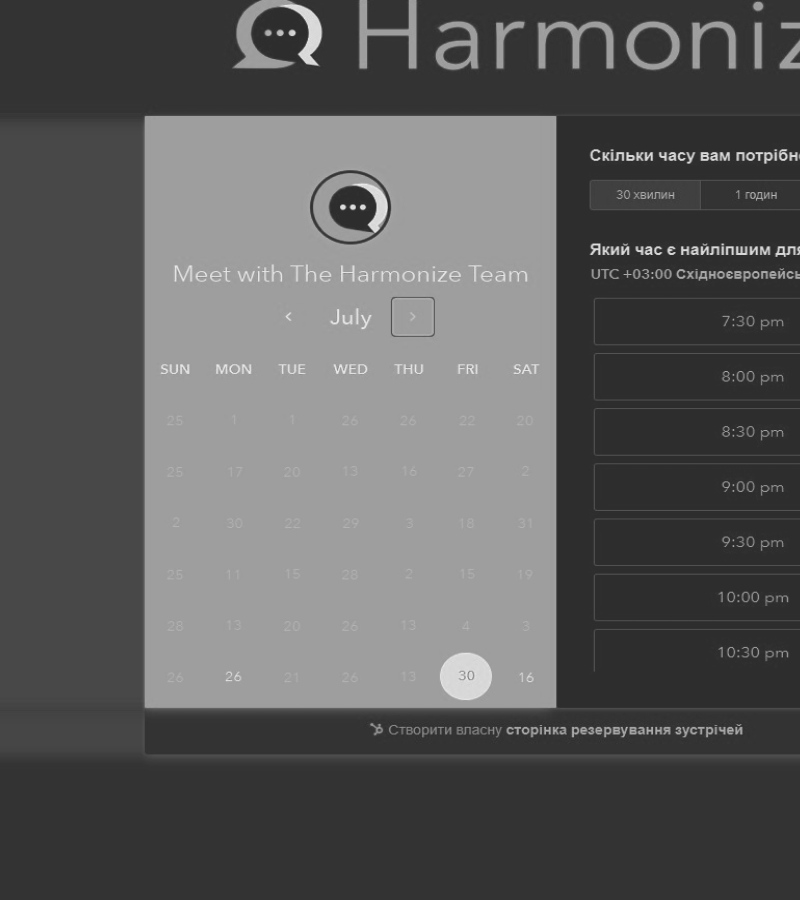 Harmoniz
Meet with The Harmonize Team
July
SUN MON TUE WED THU FRI SAT
25 1 1 26 26 22 20
25 17 20 13 16 27 2
2 30 22 29 3 18 31
25 11 15 28 2 15 19
28 13 20 26 13 4 3
26 26 21 26 13 30 16
Скільки часу вам потрібн
30 хвилин 1 годин
Який час є найліпшим для
UTC +03:00 Східноєвропейсь
7:30 pm
8:00 pm
8:30 pm
9:00 pm
9:30 pm
10:00 pm
10:30 pm
Створити власну сторінка резервування зустрічей